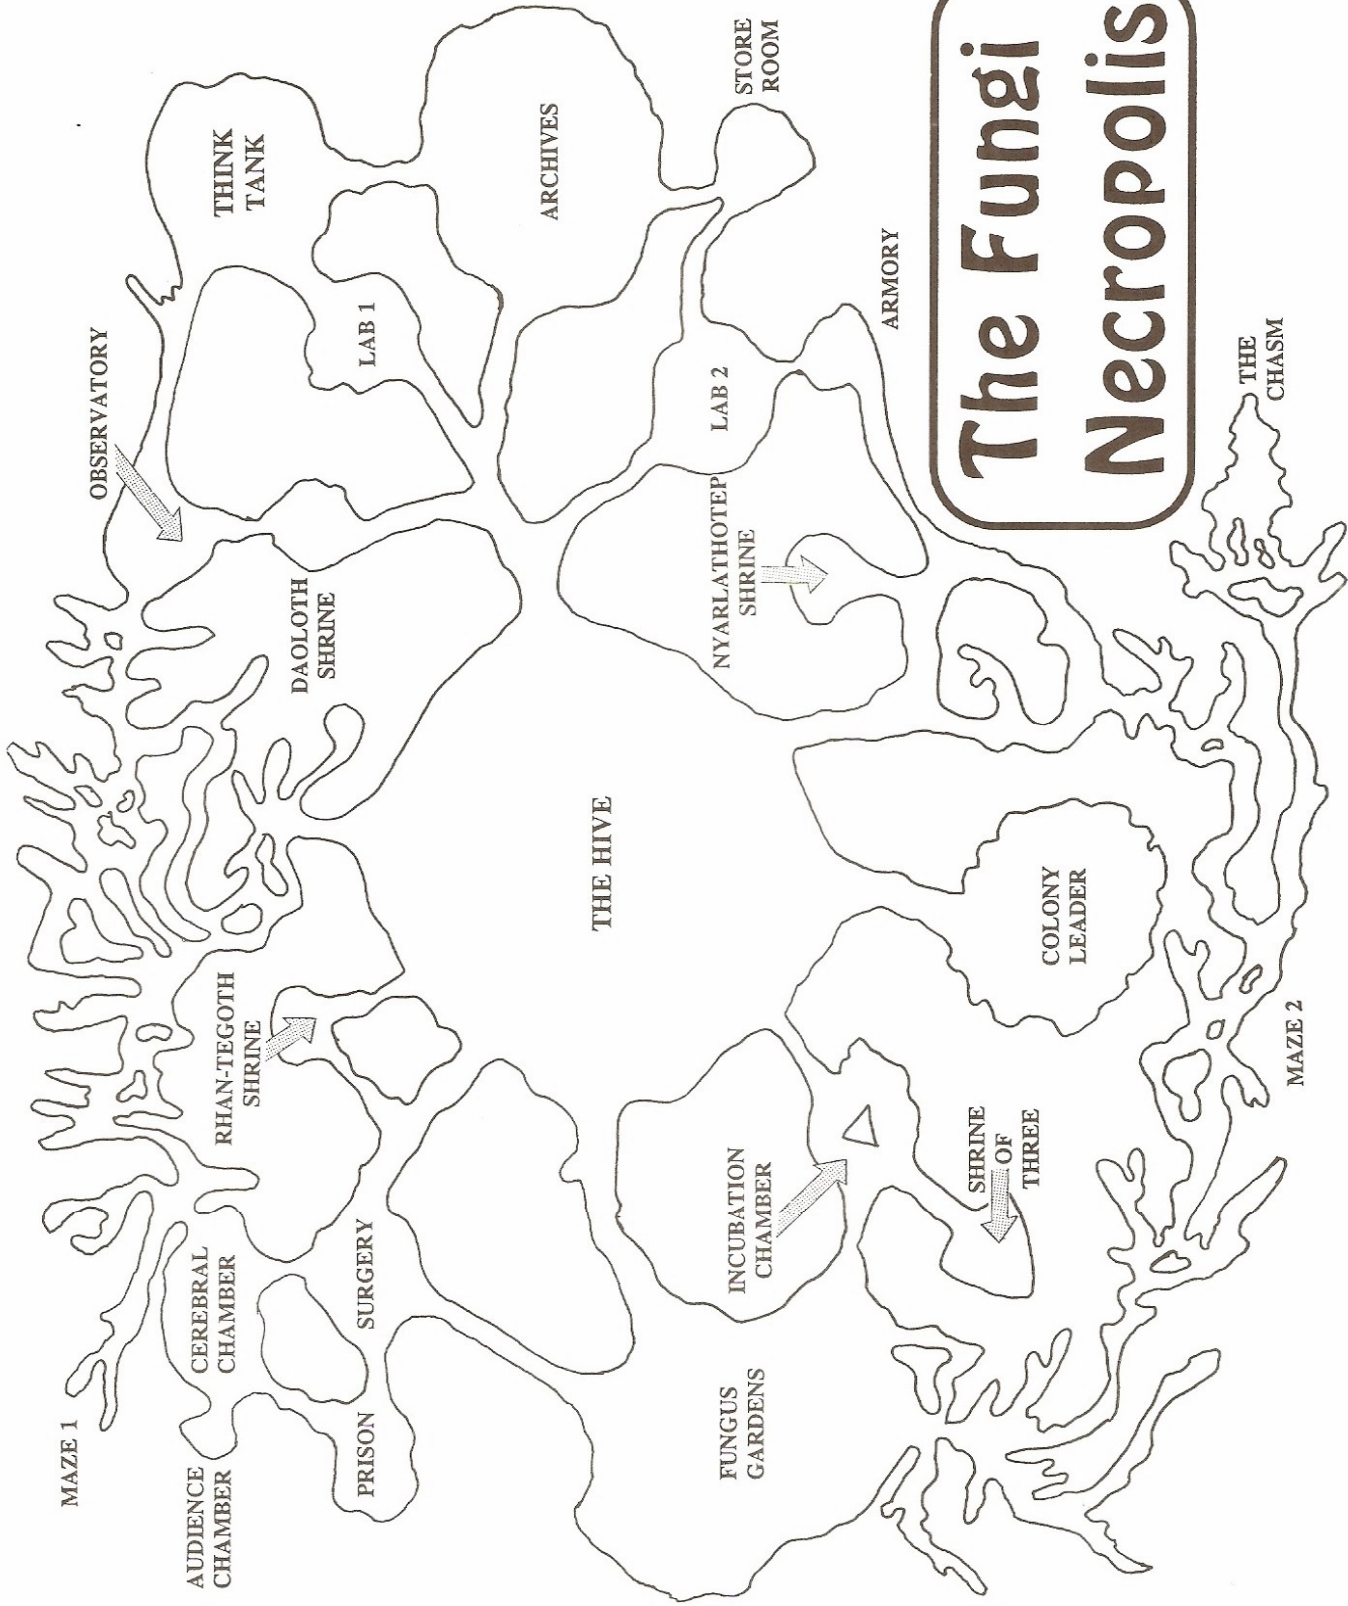 MAZE 1
OBSERVATORY
AUDIENCE
CHAMBER
CEREBRAL
CHAMBER
RHAN-TEGOTH
SHRINE
THINK
TANK
DAOLOTH
SHRINE
PRISON
SURGERY
LAB 1
ARCHIVES
THE HIVE
FUNGUS
GARDENS
INCUBATION
CHAMBER
NYARLATHOTEP
SHRINE
LAB 2
STORE
ROOM
ARMORY
SHRINE
OF
THREE
COLONY
LEADER
The Fungi
Necropolis
THE
CHASM
MAZE 2